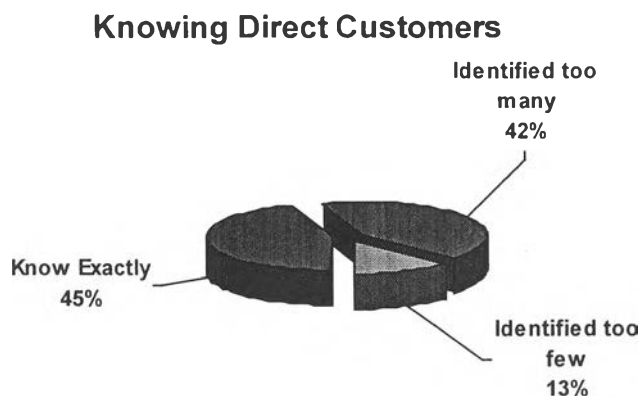 Knowing Direct Customers
Identified too
many
42%
Know Exactly
45%
Identified too
few
13%